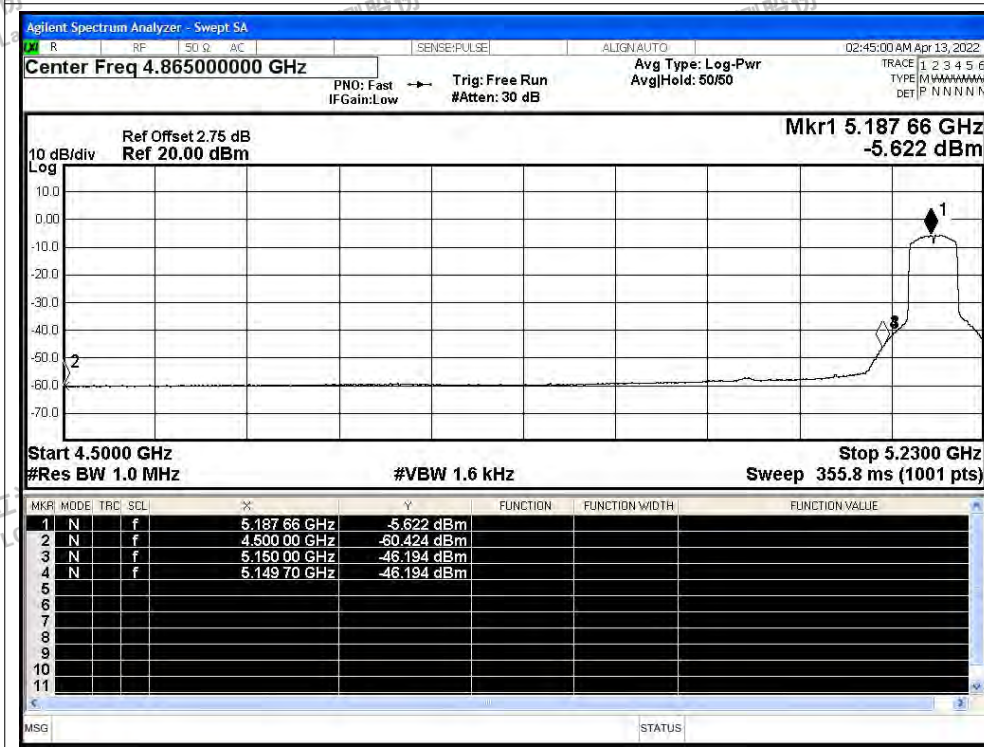 Agilent Spectrum Analyzer - Swept SA
R RF 50 Ω AC SENSE:PULSE ALIGN AUTO 02:45:00 AM Apr 13, 2022
Center Freq 4.865000000 GHz
PNO: Fast
IFGain:Low
Trig: Free Run
#Atten: 30 dB
Avg Type: Log-Pwr
Avg|Hold: 50/50
TRACE 1 2 3 4 5 6
TYPE M
DET P N N N N N
Mkr1 5.187 66 GHz
-5.622 dBm
Ref Offset 2.75 dB
10 dB/div Ref 20.00 dBm
Log
10.0
0.00
-10.0
-20.0
-30.0
-40.0
-50.0
-60.0
-70.0
1
2
Start 4.5000 GHz Stop 5.2300 GHz
#Res BW 1.0 MHz #VBW 1.6 kHz Sweep 355.8 ms (1001 pts)
MKR MODE TRC SCL X Y FUNCTION FUNCTION WIDTH FUNCTION VALUE
1 N f 5.187 66 GHz -5.622 dBm
2 N f 4.500 00 GHz -60.424 dBm
3 N f 5.150 00 GHz -46.194 dBm
4 N f 5.149 70 GHz -46.194 dBm
5
6
7
8
9
10
11
MSG STATUS